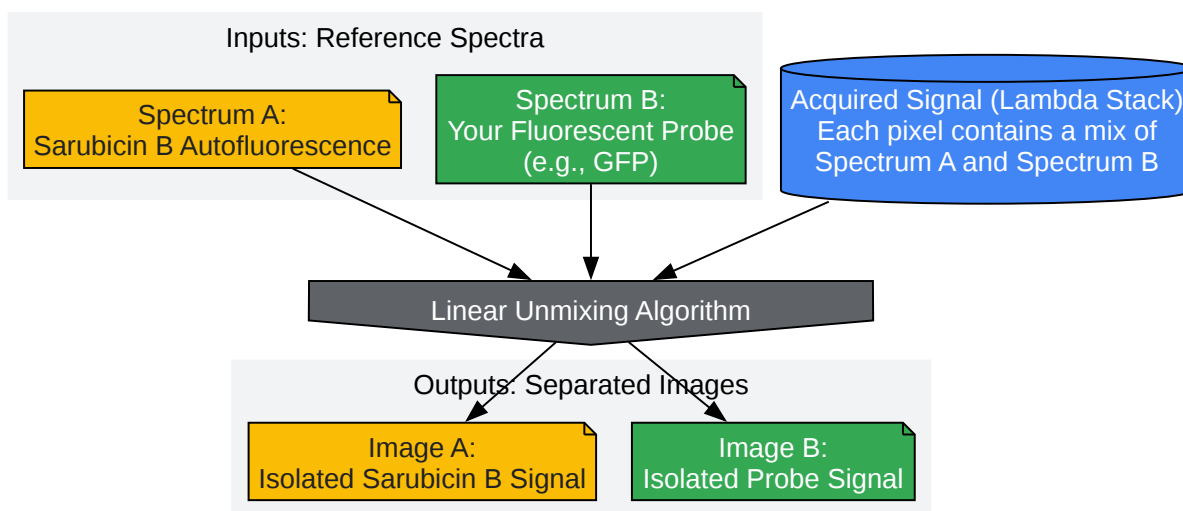 Inputs: Reference Spectra
Spectrum A:
Sarubicin B Autofluorescence
Spectrum B:
Your Fluorescent Probe
(e.g., GFP)
Acquired Signal (Lambda Stack)
Each pixel contains a mix of
Spectrum A and Spectrum B
Linear Unmixing Algorithm
Outputs: Separated Images
Image A:
Isolated Sarubicin B Signal
Image B:
Isolated Probe Signal